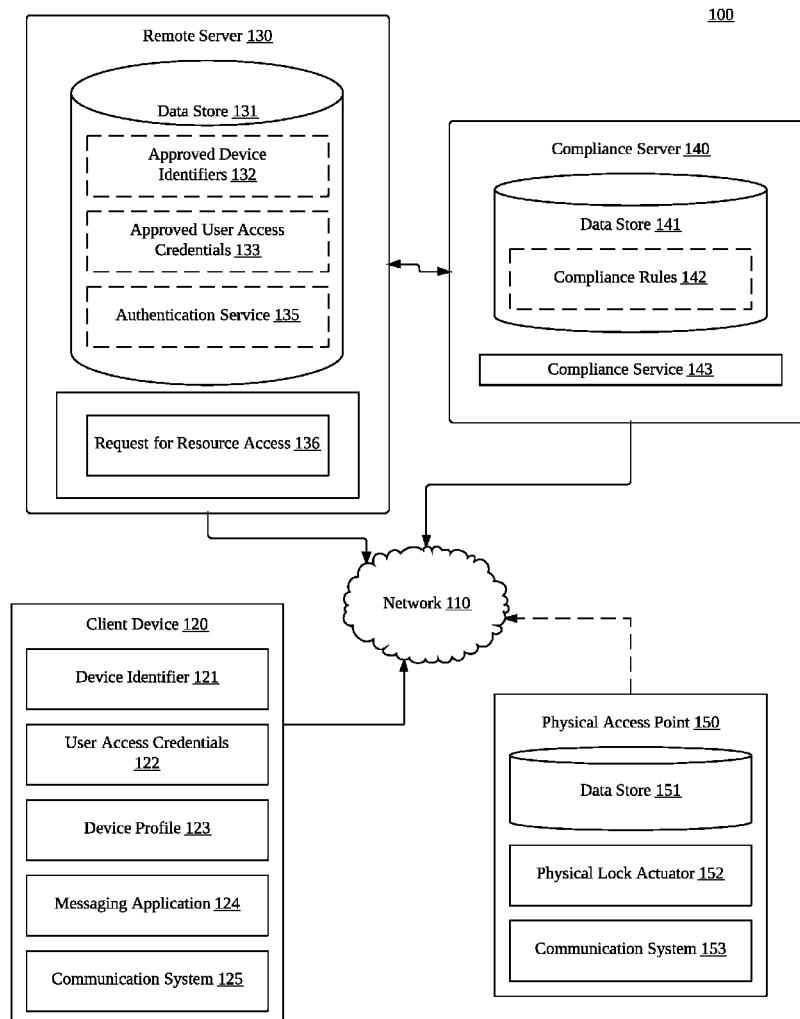 100
Remote Server 130
Data Store 131
Approved Device
Identifiers 132
Approved User Access
Credentials 133
Authentication Service 135
Request for Resource Access 136
Compliance Server 140
Data Store 141
Compliance Rules 142
Compliance Service 143
Network 110
Client Device 120
Device Identifier 121
User Access Credentials
122
Device Profile 123
Messaging Application 124
Communication System 125
Physical Access Point 150
Data Store 151
Physical Lock Actuator 152
Communication System 153